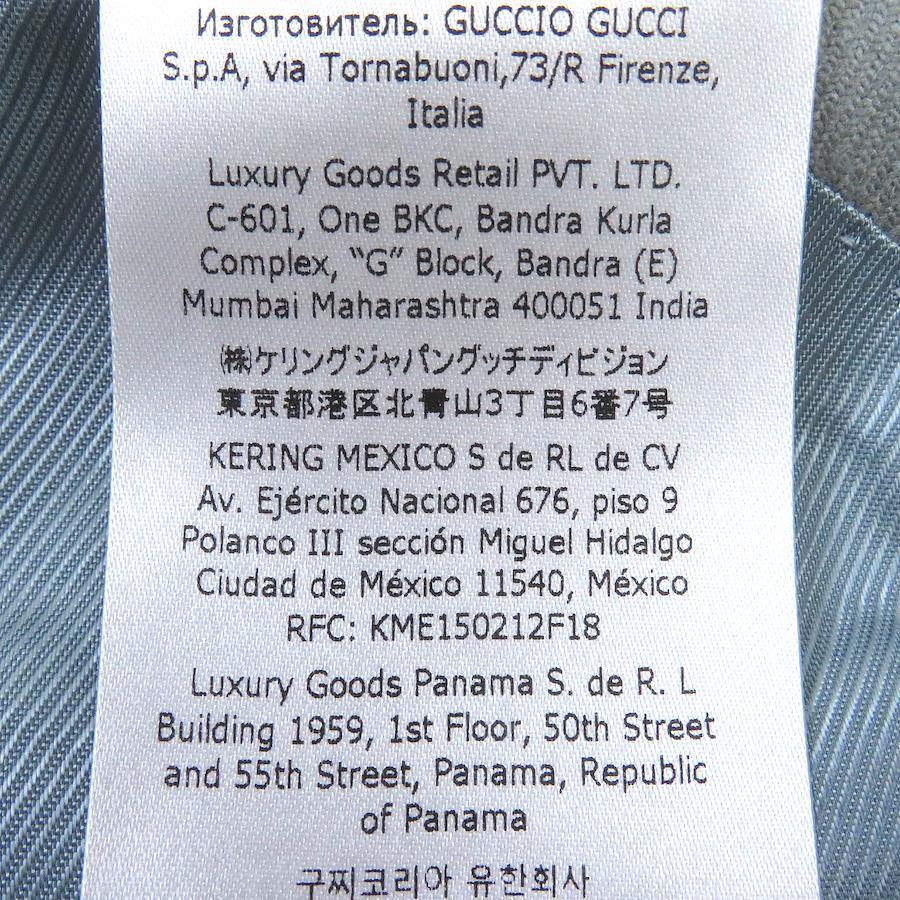 Изготовитель: GUCCIO GUCCI
S.p.A, via Tornabuoni,73/R Firenze,
Italia
Luxury Goods Retail PVT. LTD.
C-601, One BKC, Bandra Kurla
Complex, “G” Block, Bandra (E)
Mumbai Maharashtra 400051 India
㈱ケリングジャパングッチディビジョン
東京都港区北青山3丁目6番7号
KERING MEXICO S de RL de CV
Av. Ejército Nacional 676, piso 9
Polanco III sección Miguel Hidalgo
Ciudad de México 11540, México
RFC: KME150212F18
Luxury Goods Panama S. de R. L
Building 1959, 1st Floor, 50th Street
and 55th Street, Panama, Republic
of Panama
구찌코리아 유한회사